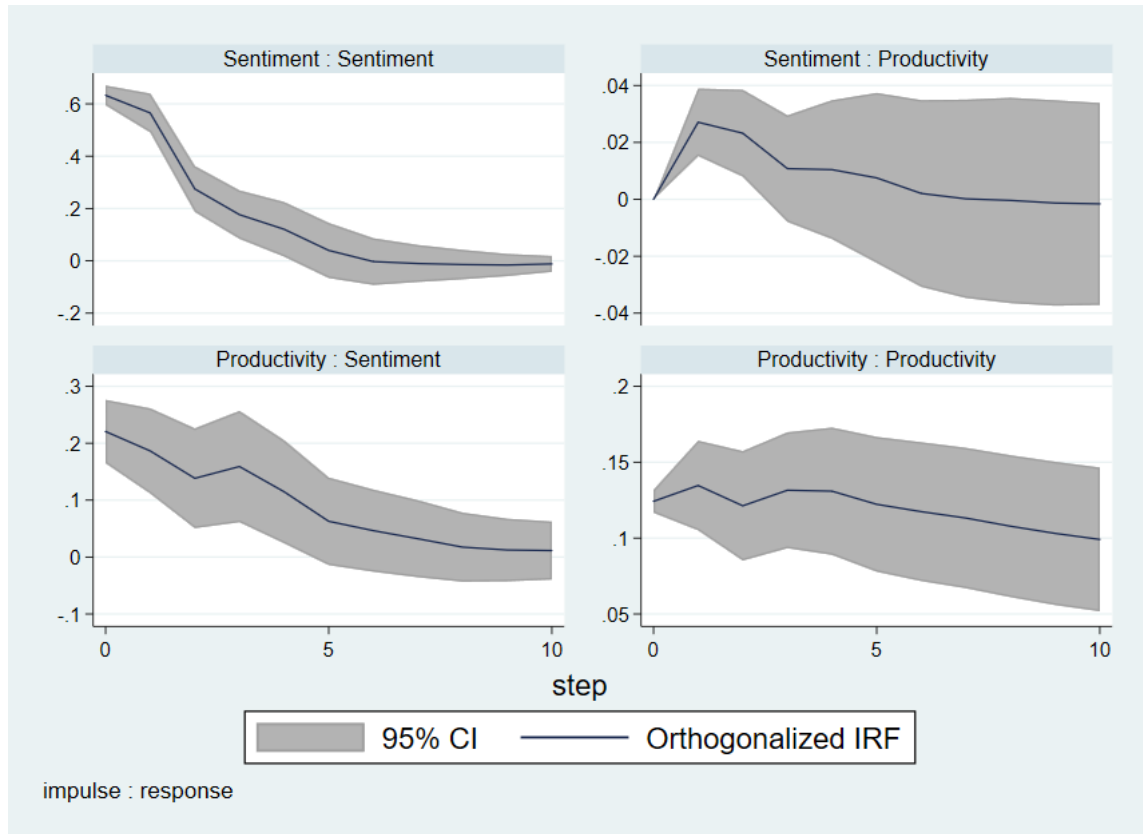 Sentiment : Sentiment
Sentiment : Productivity
.6
.4
.2
0
-.2
.04
.02
0
-.02
-.04
Productivity : Sentiment
Productivity : Productivity
.3
.2
.1
0
-.1
.2
.15
.1
.05
0 5 10
0 5 10
step
95% CI Orthogonalized IRF
impulse : response